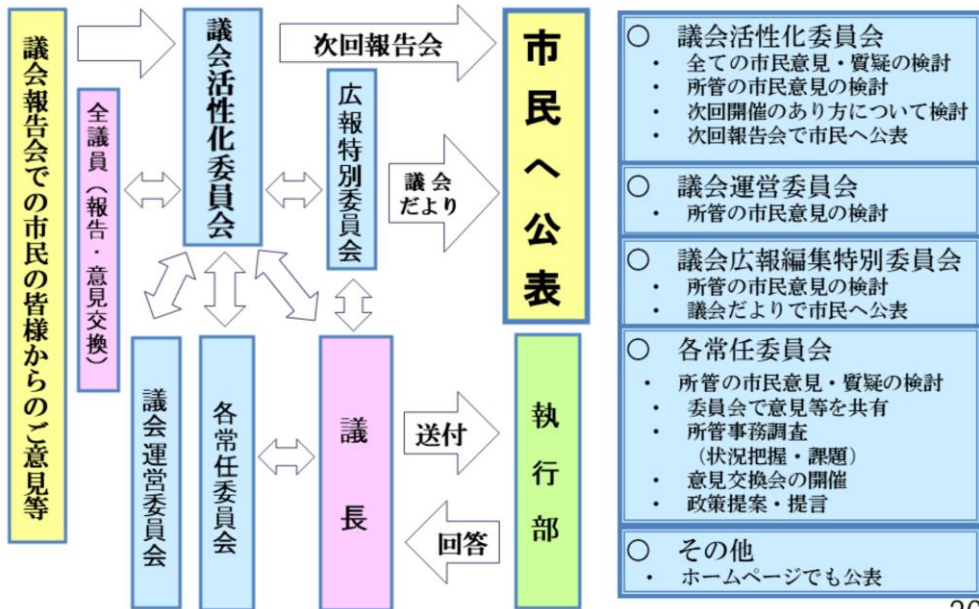 議会報告会での市民の皆様からのご意見等
全議員（報告・意見交換）
議会活性化委員会
次回報告会
広報特別委員会
議会
だより
市民へ公表
議会運営委員会
各常任委員会
議長
送付
回答
執行部
○ 議会活性化委員会
・ 全ての市民意見・質疑の検討
・ 所管の市民意見の検討
・ 次回開催のあり方について検討
・ 次回報告会で市民へ公表
○ 議会運営委員会
・ 所管の市民意見の検討
○ 議会広報編集特別委員会
・ 所管の市民意見の検討
・ 議会だよりで市民へ公表
○ 各常任委員会
・ 所管の市民意見・質疑の検討
・ 委員会で意見等を共有
・ 所管事務調査
（状況把握・課題）
・ 意見交換会の開催
・ 政策提案・提言
○ その他
・ ホームページでも公表